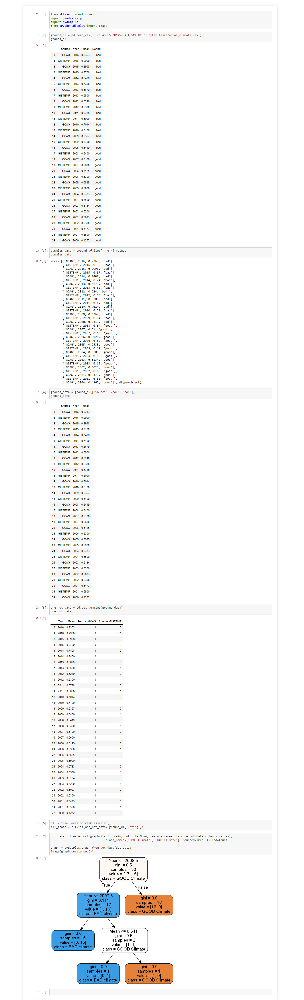 In [1]: from sklearn import tree
import pandas as pd
import pydotplus
from IPython.display import Image
In [2]: ground_df = pd.read_csv('E:/CLASSESS/BCAS/DATA SCIENCE/Jupyter tasks/anual_climate.csv')
ground_df
Out[2]:
Source Year Mean Rating
0 GCAG 2016 0.9363 bad
1 GISTEMP 2016 0.9900 bad
2 GCAG 2015 0.8998 bad
3 GISTEMP 2015 0.8700 bad
4 GCAG 2014 0.7408 bad
5 GISTEMP 2014 0.7400 bad
6 GCAG 2013 0.6679 bad
7 GISTEMP 2013 0.6500 bad
8 GCAG 2012 0.6240 bad
9 GISTEMP 2012 0.6300 bad
10 GCAG 2011 0.5788 bad
11 GISTEMP 2011 0.6000 bad
12 GCAG 2010 0.7014 bad
13 GISTEMP 2010 0.7100 bad
14 GCAG 2009 0.6367 bad
15 GISTEMP 2009 0.6400 bad
16 GCAG 2008 0.5419 bad
17 GISTEMP 2008 0.5400 good
18 GCAG 2007 0.6100 good
19 GISTEMP 2007 0.6600 good
20 GCAG 2006 0.6125 good
21 GISTEMP 2006 0.6300 good
22 GCAG 2005 0.6585 good
23 GISTEMP 2005 0.6900 good
24 GCAG 2004 0.5783 good
25 GISTEMP 2004 0.5500 good
26 GCAG 2003 0.6134 good
27 GISTEMP 2003 0.6200 good
28 GCAG 2002 0.6023 good
29 GISTEMP 2002 0.6300 good
30 GCAG 2001 0.5473 good
31 GISTEMP 2001 0.5500 good
32 GCAG 2000 0.4262 good
In [3]: dummies_data = ground_df.iloc[:, 0:4].values
dummies_data
Out[3]: array([['GCAG', 2016, 0.9363, 'bad'],
['GISTEMP', 2016, 0.99, 'bad'],
['GCAG', 2015, 0.8998, 'bad'],
['GISTEMP', 2015, 0.87, 'bad'],
['GCAG', 2014, 0.7408, 'bad'],
['GISTEMP', 2014, 0.74, 'bad'],
['GCAG', 2013, 0.6679, 'bad'],
['GISTEMP', 2013, 0.65, 'bad'],
['GCAG', 2012, 0.624, 'bad'],
['GISTEMP', 2012, 0.63, 'bad'],
['GCAG', 2011, 0.5788, 'bad'],
['GISTEMP', 2011, 0.6, 'bad'],
['GCAG', 2010, 0.7014, 'bad'],
['GISTEMP', 2010, 0.71, 'bad'],
['GCAG', 2009, 0.6367, 'bad'],
['GISTEMP', 2009, 0.64, 'bad'],
['GCAG', 2008, 0.5419, 'bad'],
['GISTEMP', 2008, 0.54, 'good'],
['GCAG', 2007, 0.61, 'good'],
['GISTEMP', 2007, 0.66, 'good'],
['GCAG', 2006, 0.6125, 'good'],
['GISTEMP', 2006, 0.63, 'good'],
['GCAG', 2005, 0.6585, 'good'],
['GISTEMP', 2005, 0.69, 'good'],
['GCAG', 2004, 0.5783, 'good'],
['GISTEMP', 2004, 0.55, 'good'],
['GCAG', 2003, 0.6134, 'good'],
['GISTEMP', 2003, 0.62, 'good'],
['GCAG', 2002, 0.6023, 'good'],
['GISTEMP', 2002, 0.63, 'good'],
['GCAG', 2001, 0.5473, 'good'],
['GISTEMP', 2001, 0.55, 'good'],
['GCAG', 2000, 0.4262, 'good']], dtype=object)
In [4]: ground_data = ground_df[['Source','Year','Mean']]
ground_data
Out[4]:
Source Year Mean
0 GCAG 2016 0.9363
1 GISTEMP 2016 0.9900
2 GCAG 2015 0.8998
3 GISTEMP 2015 0.8700
4 GCAG 2014 0.7408
5 GISTEMP 2014 0.7400
6 GCAG 2013 0.6679
7 GISTEMP 2013 0.6500
8 GCAG 2012 0.6240
9 GISTEMP 2012 0.6300
10 GCAG 2011 0.5788
11 GISTEMP 2011 0.6000
12 GCAG 2010 0.7014
13 GISTEMP 2010 0.7100
14 GCAG 2009 0.6367
15 GISTEMP 2009 0.6400
16 GCAG 2008 0.5419
17 GISTEMP 2008 0.5400
18 GCAG 2007 0.6100
19 GISTEMP 2007 0.6600
20 GCAG 2006 0.6125
21 GISTEMP 2006 0.6300
22 GCAG 2005 0.6585
23 GISTEMP 2005 0.6900
24 GCAG 2004 0.5783
25 GISTEMP 2004 0.5500
26 GCAG 2003 0.6134
27 GISTEMP 2003 0.6200
28 GCAG 2002 0.6023
29 GISTEMP 2002 0.6300
30 GCAG 2001 0.5473
31 GISTEMP 2001 0.5500
32 GCAG 2000 0.4262
In [5]: one_hot_data = pd.get_dummies(ground_data)
one_hot_data
Out[5]:
Year Mean Source_GCAG Source_GISTEMP
0 2016 0.9363 1 0
1 2016 0.9900 0 1
2 2015 0.8998 1 0
3 2015 0.8700 0 1
4 2014 0.7408 1 0
5 2014 0.7400 0 1
6 2013 0.6679 1 0
7 2013 0.6500 0 1
8 2012 0.6240 1 0
9 2012 0.6300 0 1
10 2011 0.5788 1 0
11 2011 0.6000 0 1
12 2010 0.7014 1 0
13 2010 0.7100 0 1
14 2009 0.6367 1 0
15 2009 0.6400 0 1
16 2008 0.5419 1 0
17 2008 0.5400 0 1
18 2007 0.6100 1 0
19 2007 0.6600 0 1
20 2006 0.6125 1 0
21 2006 0.6300 0 1
22 2005 0.6585 1 0
23 2005 0.6900 0 1
24 2004 0.5783 1 0
25 2004 0.5500 0 1
26 2003 0.6134 1 0
27 2003 0.6200 0 1
28 2002 0.6023 1 0
29 2002 0.6300 0 1
30 2001 0.5473 1 0
31 2001 0.5500 0 1
32 2000 0.4262 1 0
In [6]: clf = tree.DecisionTreeClassifier()
clf_train = clf.fit(one_hot_data, ground_df['Rating'])
In [7]: dot_data = tree.export_graphviz(clf_train, out_file=None, feature_names=list(one_hot_data.columns.values),
class_names=['GOOD Climate', 'BAD climate'], rounded=True, filled=True)
graph = pydotplus.graph_from_dot_data(dot_data)
Image(graph.create_png())
Out[7]:
Year <= 2008.5
gini = 0.5
samples = 33
value = [17, 16]
class = GOOD Climate
True
False
Year <= 2007.5
gini = 0.111
samples = 17
value = [1, 16]
class = BAD climate
gini = 0.0
samples = 16
value = [16, 0]
class = GOOD Climate
gini = 0.0
samples = 15
value = [0, 15]
class = BAD climate
Mean <= 0.541
gini = 0.5
samples = 2
value = [1, 1]
class = GOOD Climate
gini = 0.0
samples = 1
value = [0, 1]
class = BAD climate
gini = 0.0
samples = 1
value = [1, 0]
class = GOOD Climate
In [ ]: